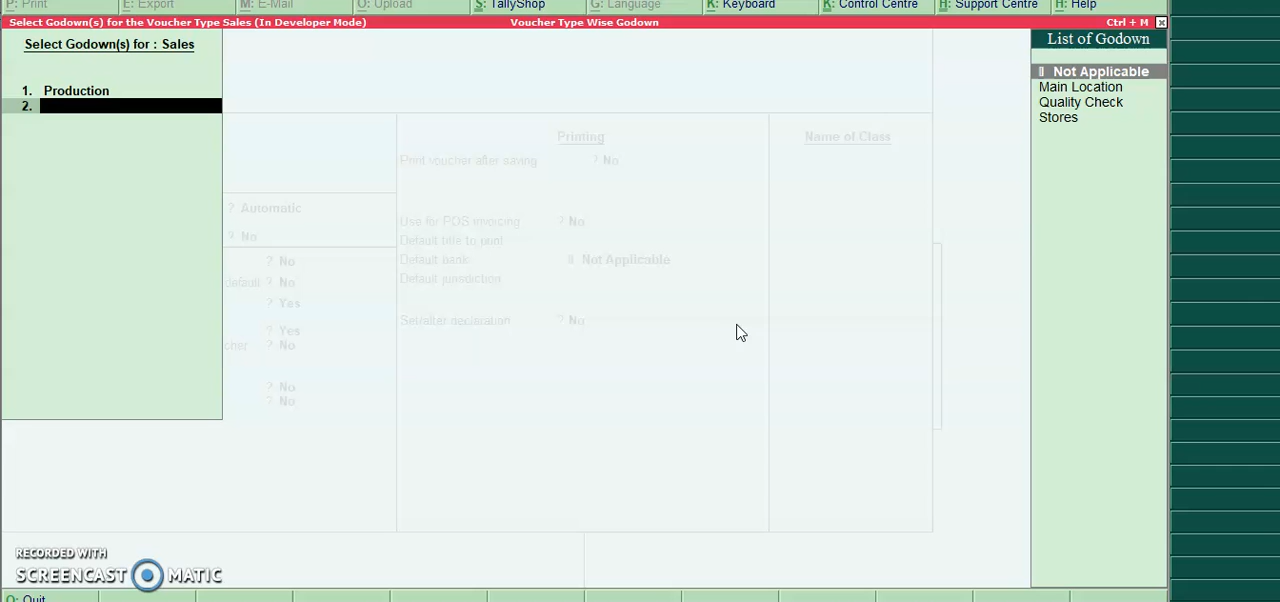 P: Print E: Export M: E-Mail O: Upload S: TallyShop G: Language K: Keyboard K: Control Centre H: Support Centre H: Help
Select Godown(s) for the Voucher Type Sales (In Developer Mode) Voucher Type Wise Godown Ctrl + M x
Select Godown(s) for : Sales
1. Production
2.
List of Godown
Not Applicable
Main Location
Quality Check
Stores
Printing
Name of Class
Print voucher after saving ? No
? Automatic
Use for POS invoicing ? No
? No
Default title to print
Default bank Not Applicable
? No
Default jurisdiction
default ? No
? Yes
Set/alter declaration ? No
? Yes
cher ? No
? No
? No
RECORDED WITH
SCREENCAST MATIC
Q: Quit